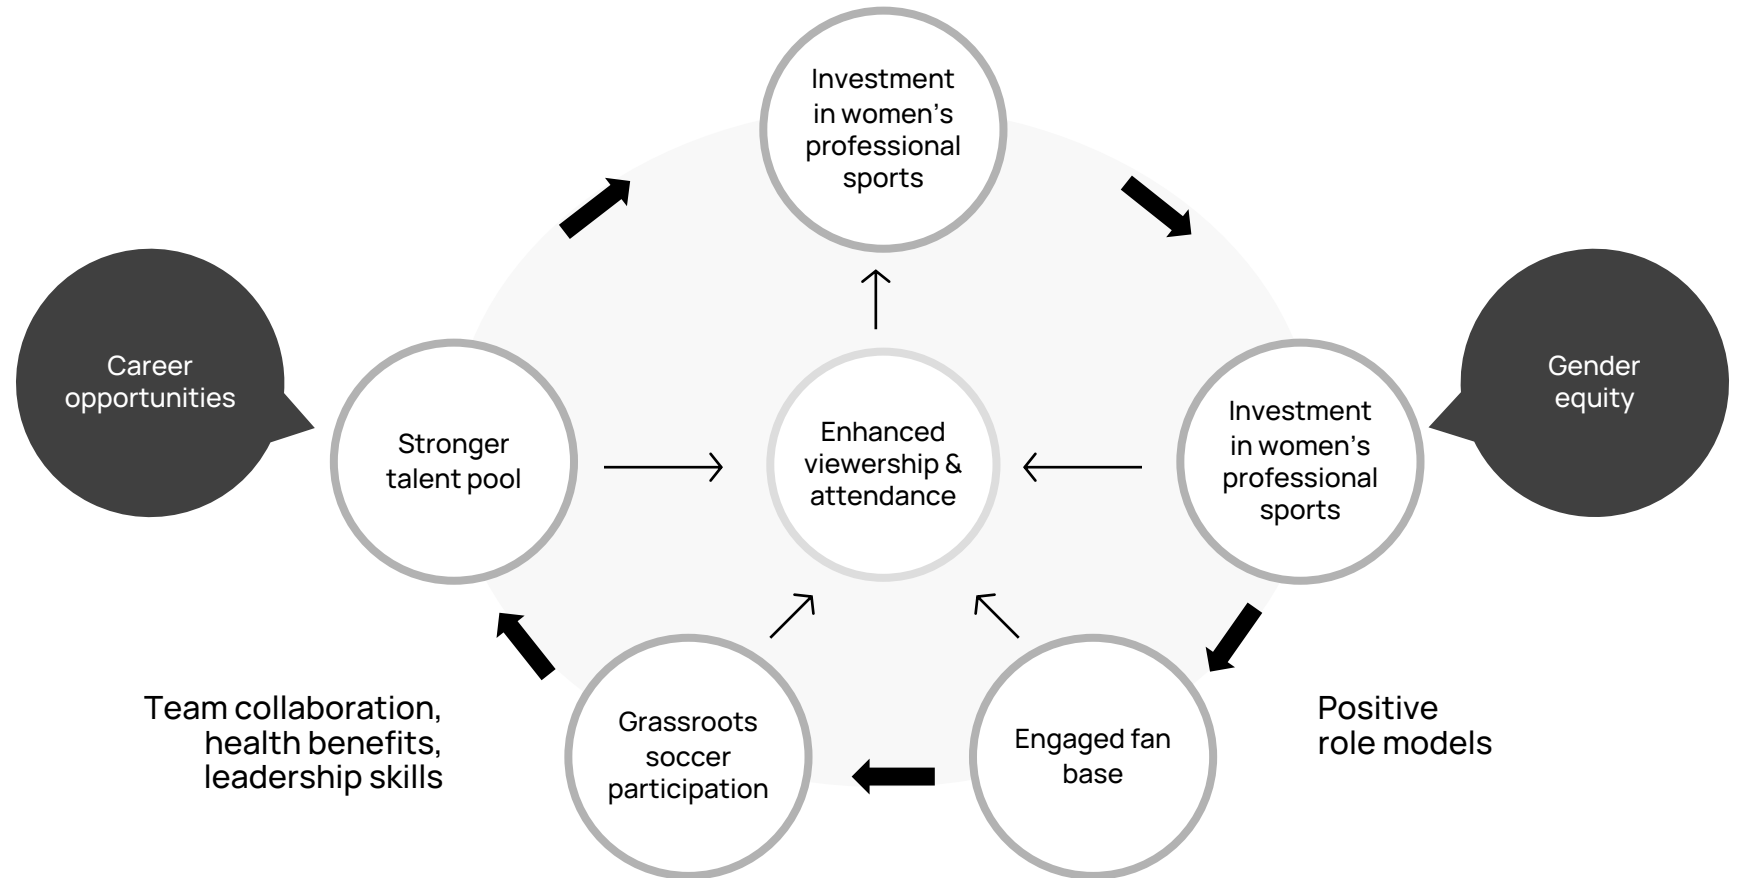 Investment
in women’s
professional
sports
Career
opportunities
Gender
equity
Stronger
talent pool
Enhanced
viewership &
attendance
Investment
in women’s
professional
sports
Team collaboration,
health benefits,
leadership skills
Grassroots
soccer
participation
Engaged fan
base
Positive
role models